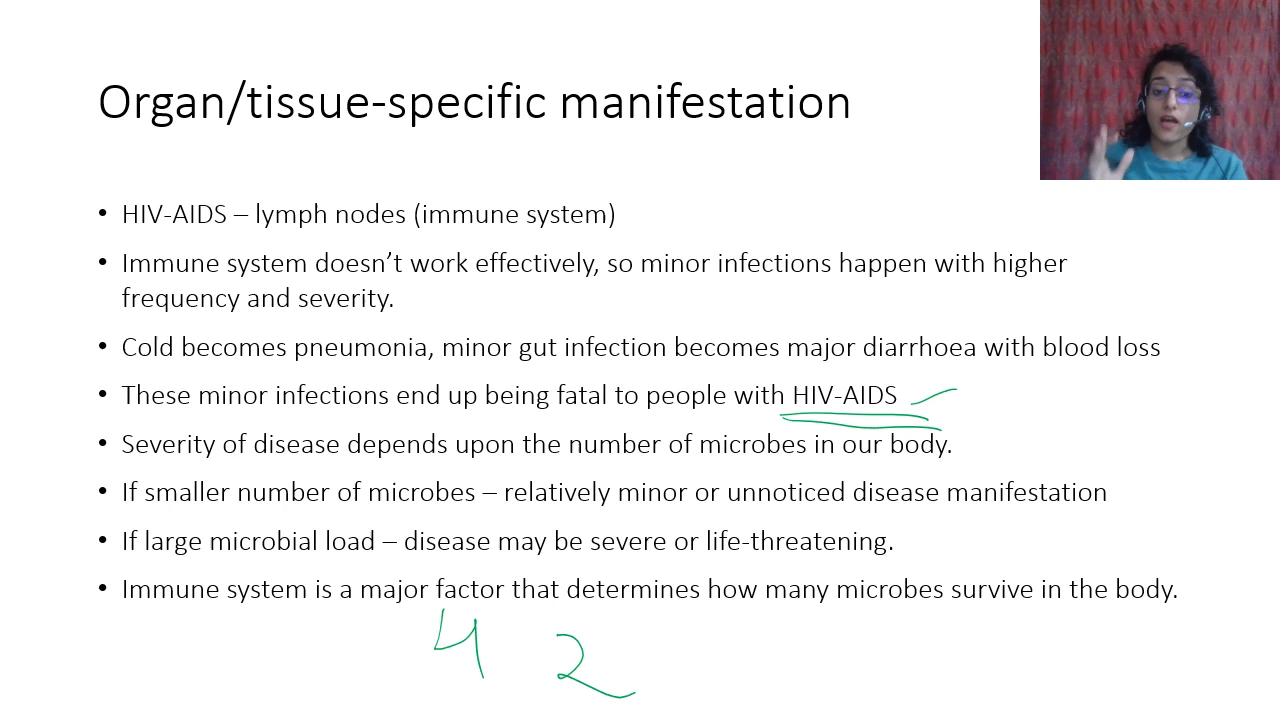 Organ/tissue-specific manifestation
• HIV-AIDS – lymph nodes (immune system)
• Immune system doesn’t work effectively, so minor infections happen with higher
frequency and severity.
• Cold becomes pneumonia, minor gut infection becomes major diarrhoea with blood loss
• These minor infections end up being fatal to people with HIV-AIDS
• Severity of disease depends upon the number of microbes in our body.
• If smaller number of microbes – relatively minor or unnoticed disease manifestation
• If large microbial load – disease may be severe or life-threatening.
• Immune system is a major factor that determines how many microbes survive in the body.
4 2